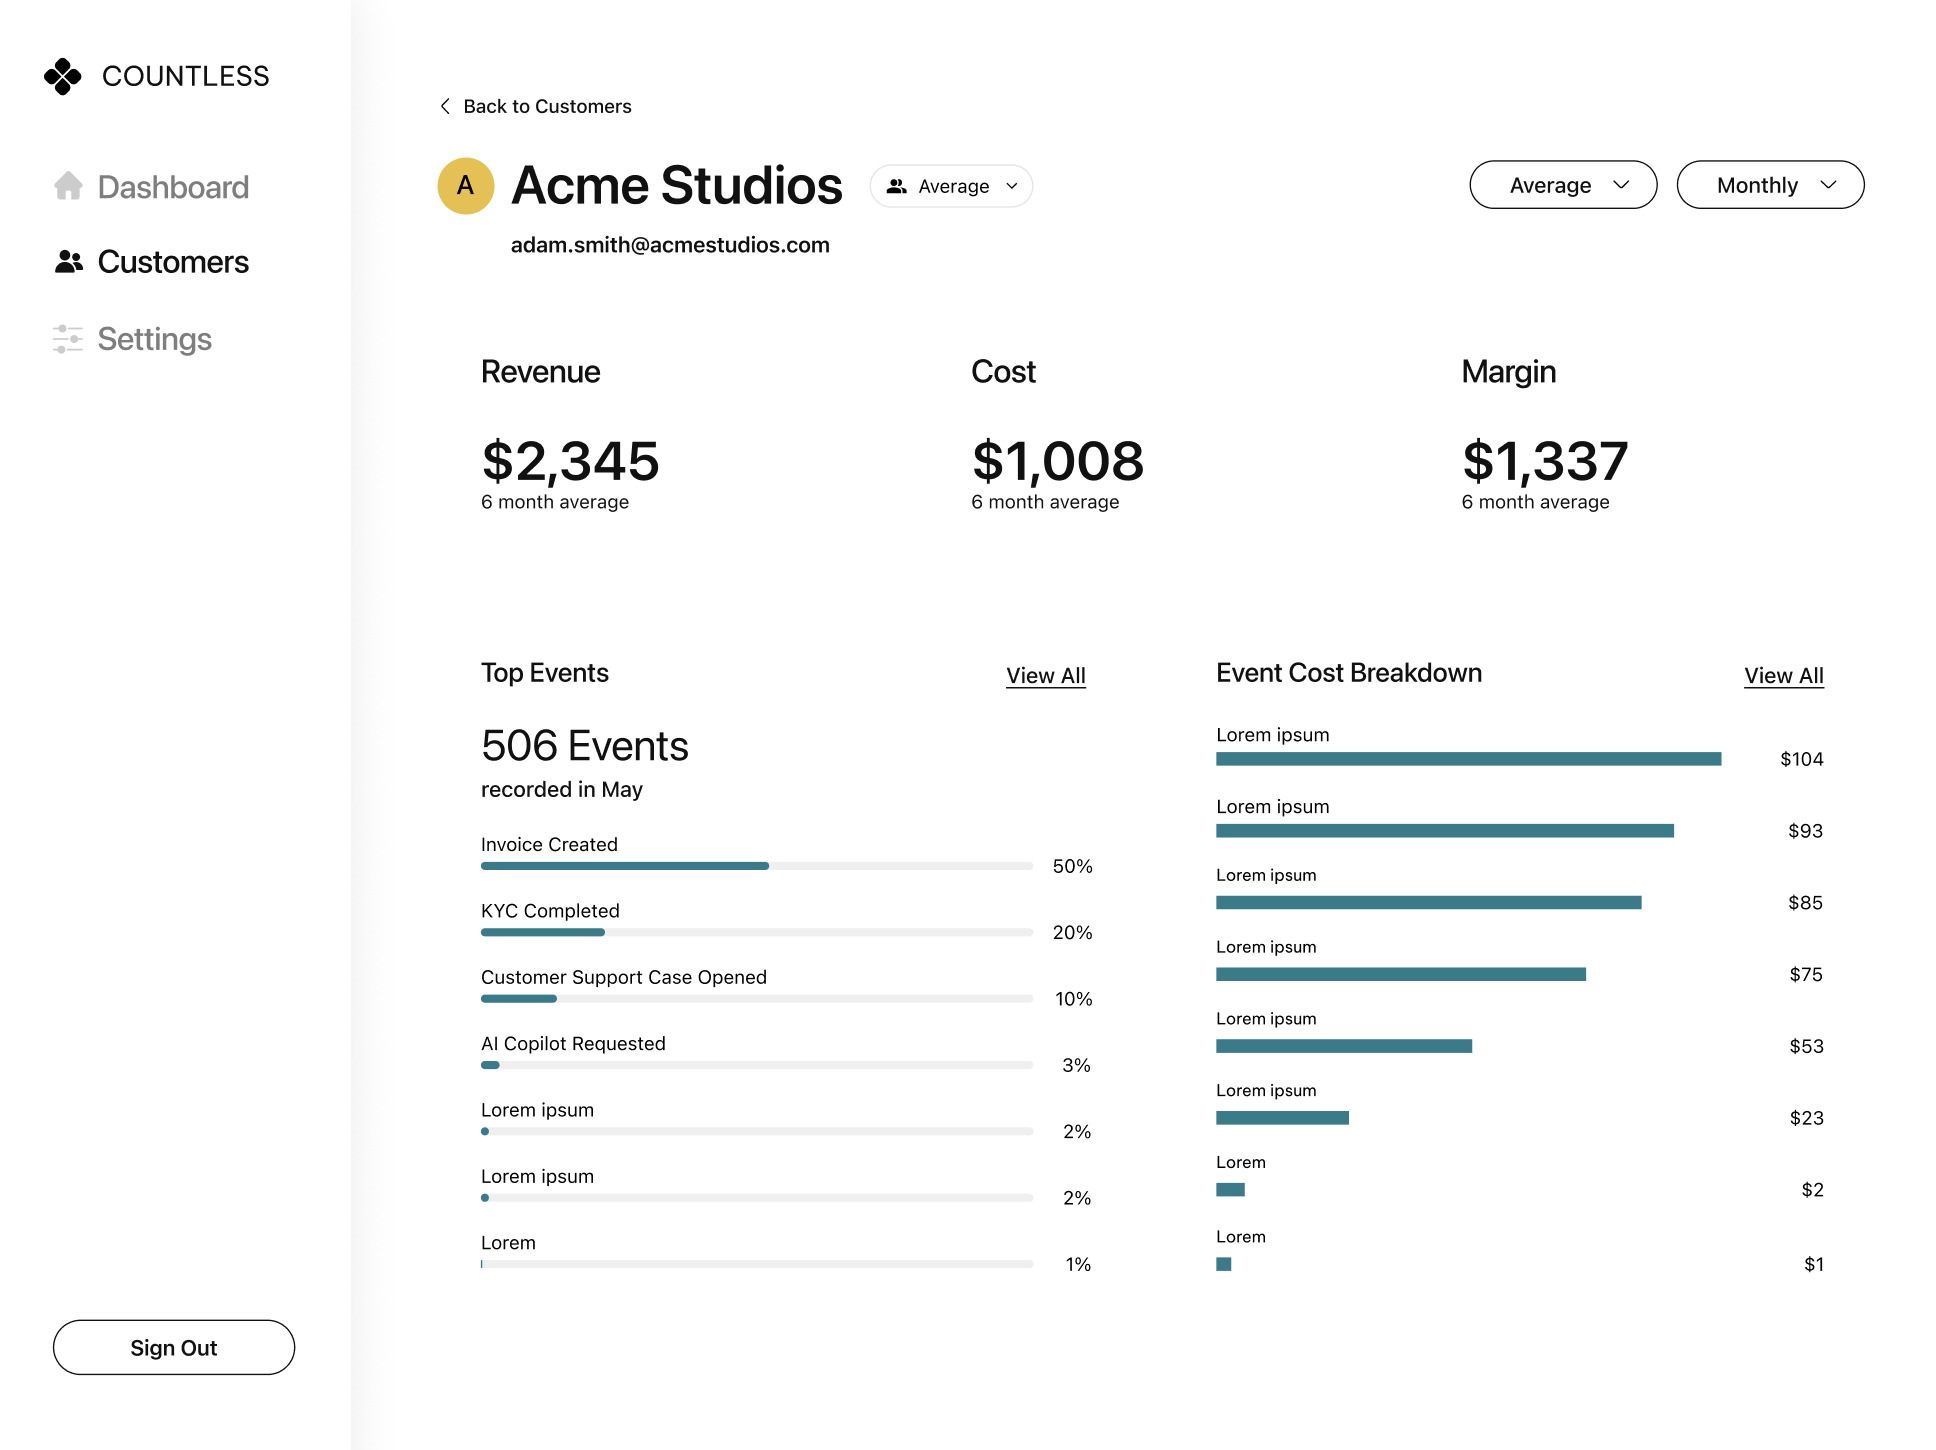 COUNTLESS
Dashboard
Customers
Settings
Sign Out
Back to Customers
A
Acme Studios
Average
adam.smith@acmestudios.com
Average
Monthly
Revenue
$2,345
6 month average
Cost
$1,008
6 month average
Margin
$1,337
6 month average
Top Events
View All
506 Events
recorded in May
Invoice Created
50%
KYC Completed
20%
Customer Support Case Opened
10%
AI Copilot Requested
3%
Lorem ipsum
2%
Lorem ipsum
2%
Lorem
1%
Event Cost Breakdown
View All
Lorem ipsum
$104
Lorem ipsum
$93
Lorem ipsum
$85
Lorem ipsum
$75
Lorem ipsum
$53
Lorem ipsum
$23
Lorem
$2
Lorem
$1